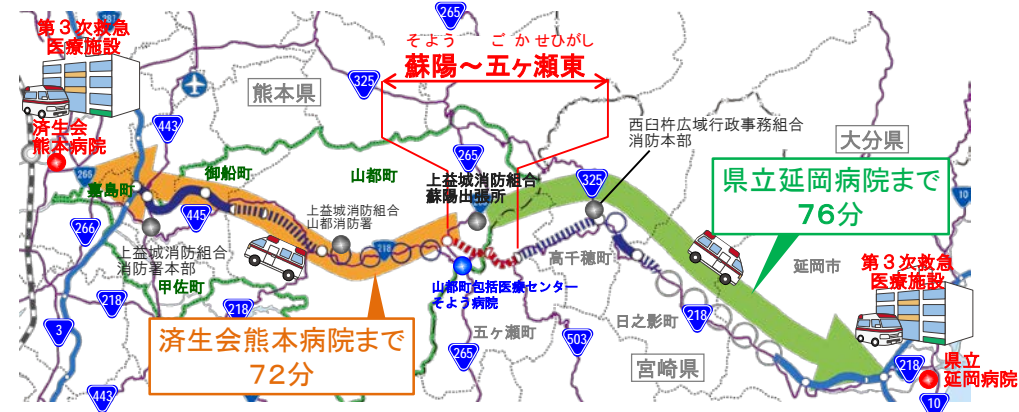 第３次救急
医療施設
済生会
熊本病院
265
そよう ごかせひがし
蘇陽～五ヶ瀬東
325
熊本県
443
266
嘉島町
御船町
山都町
265
上益城消防組合
蘇陽出張所
325
西臼杵広域行政事務組合
消防本部
大分県
県立延岡病院まで
76分
10
266
445
上益城消防組合
山都消防署
218
上益城消防組合
消防署本部
甲佐町
218
218
3
443
済生会熊本病院まで
72分
山都町包括医療センター
そよう病院
高千穂町
五ヶ瀬町
265
503
日之影町
218
宮崎県
延岡市
第３次救急
医療施設
218
県立
延岡病院
10